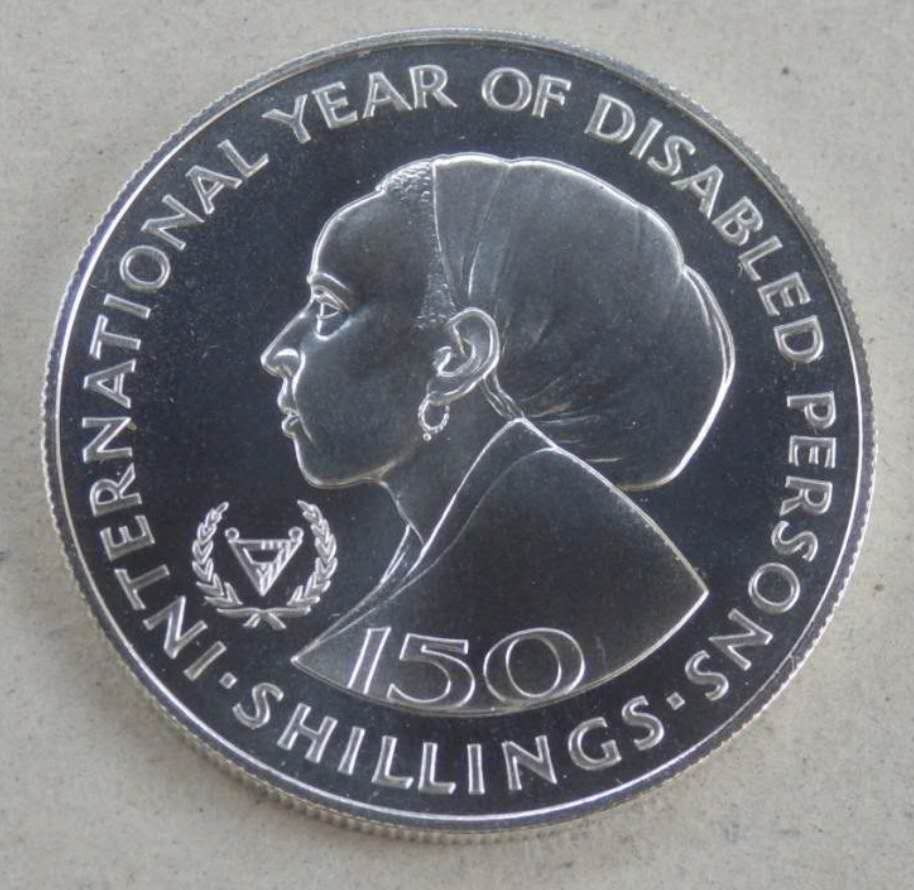 INTERNATIONAL YEAR OF DISABLED PERSONS
150
· SHILLINGS ·